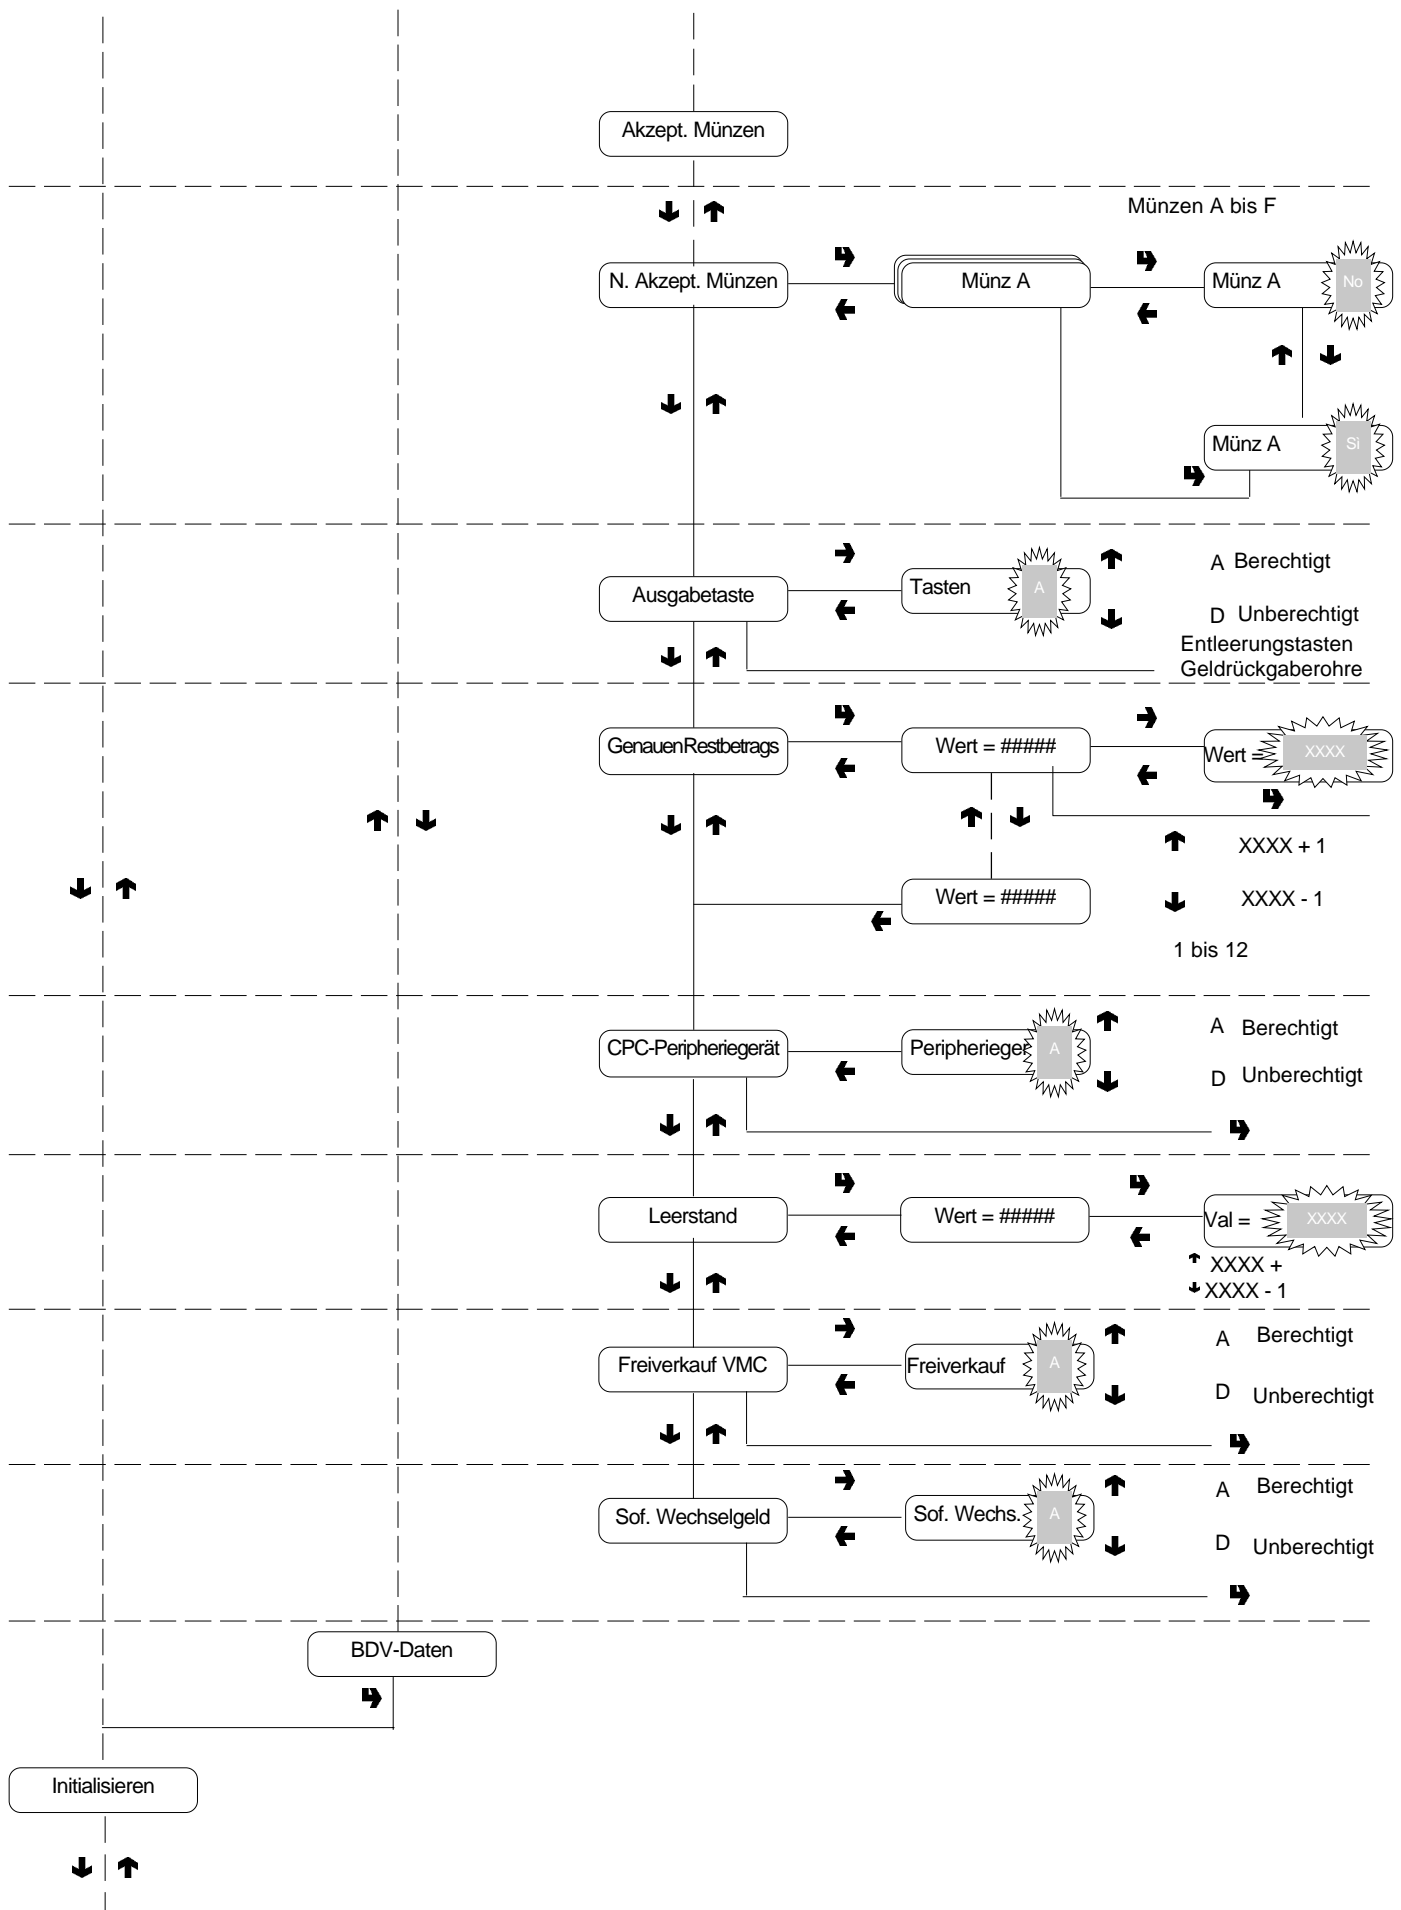 Akzept. Münzen
Münzen A bis F
N. Akzept. Münzen
Münz A
Münz A
No
Münz A
Si
Ausgabetaste
Tasten
A
A Berechtigt
D Unberechtigt
Entleerungstasten
Geldrückgaberohre
Genauen Restbetrags
Wert = #####
Wert =
XXXX
XXXX + 1
Wert = #####
XXXX - 1
1 bis 12
CPC-Peripheriegerät
Peripherieger
A
A Berechtigt
D Unberechtigt
Leerstand
Wert = #####
Val =
XXXX
XXXX +
XXXX - 1
Freiverkauf VMC
Freiverkauf
A
A Berechtigt
D Unberechtigt
Sof. Wechselgeld
Sof. Wechs.
A
A Berechtigt
D Unberechtigt
BDV-Daten
Initialisieren